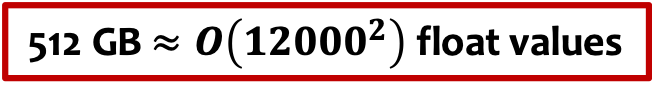 512 GB ≈ O(12000²) float values